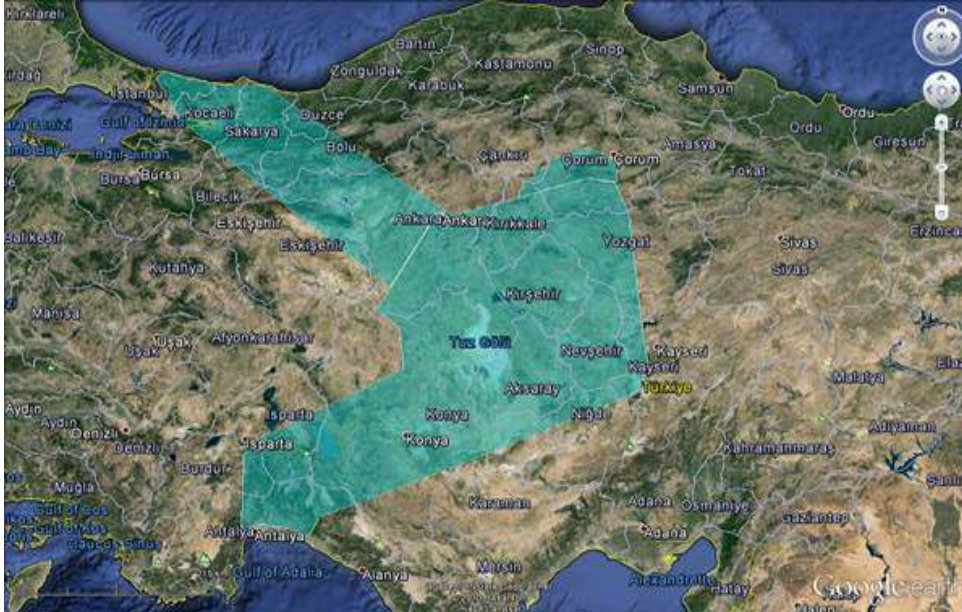 Kırklareli
Bartın
Sinop
Kastamonu
Zonguldak
Karabük
Samsun
İstanbul
Kocaeli
Düzce
Ordu
Gulf of İzmit
Sakarya
Ordu
Bolu
Giresun
Amasya
Çankırı
Çorum
Çorum
Tokat
Bursa
Bursa
Bilecik
Eskişehir
Ankara
Kırıkkale
Balıkesir
Eskişehir
Yozgat
Sivas
Sivas
Kütahya
Kırşehir
Manisa
Afyonkarahisar
Uşak
Uşak
Tuz Gölü
Nevşehir
Kayseri
Kayseri
Malatya
Türkiye
Aksaray
Aydın
Aydın
Isparta
Konya
Niğde
Adıyaman
Denizli
Denizli
Isparta
Konya
Kahramanmaraş
Burdur
Muğla
Karaman
Adana
Osmaniye
Gaziantep
Antalya
Antalya
Adana
Gulf of Adalia
Alanya
Mersin
Hatay
Google earth